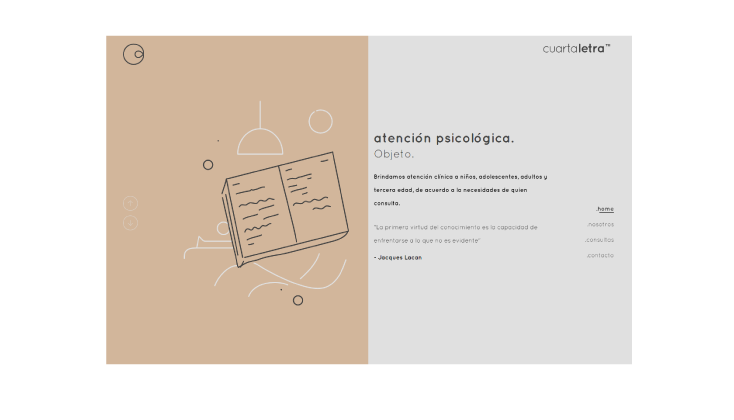 cuartaletra™
atención psicológica.
Objeto.
Brindamos atención clínica a niños, adolescentes, adultos y
tercera edad, de acuerdo a la necesidades de quien
consulta.
"La primera virtud del conocimiento es la capacidad de
enfrentarse a lo que no es evidente"
- Jacques Lacan
.home
.nosotros
.consultas
.contacto